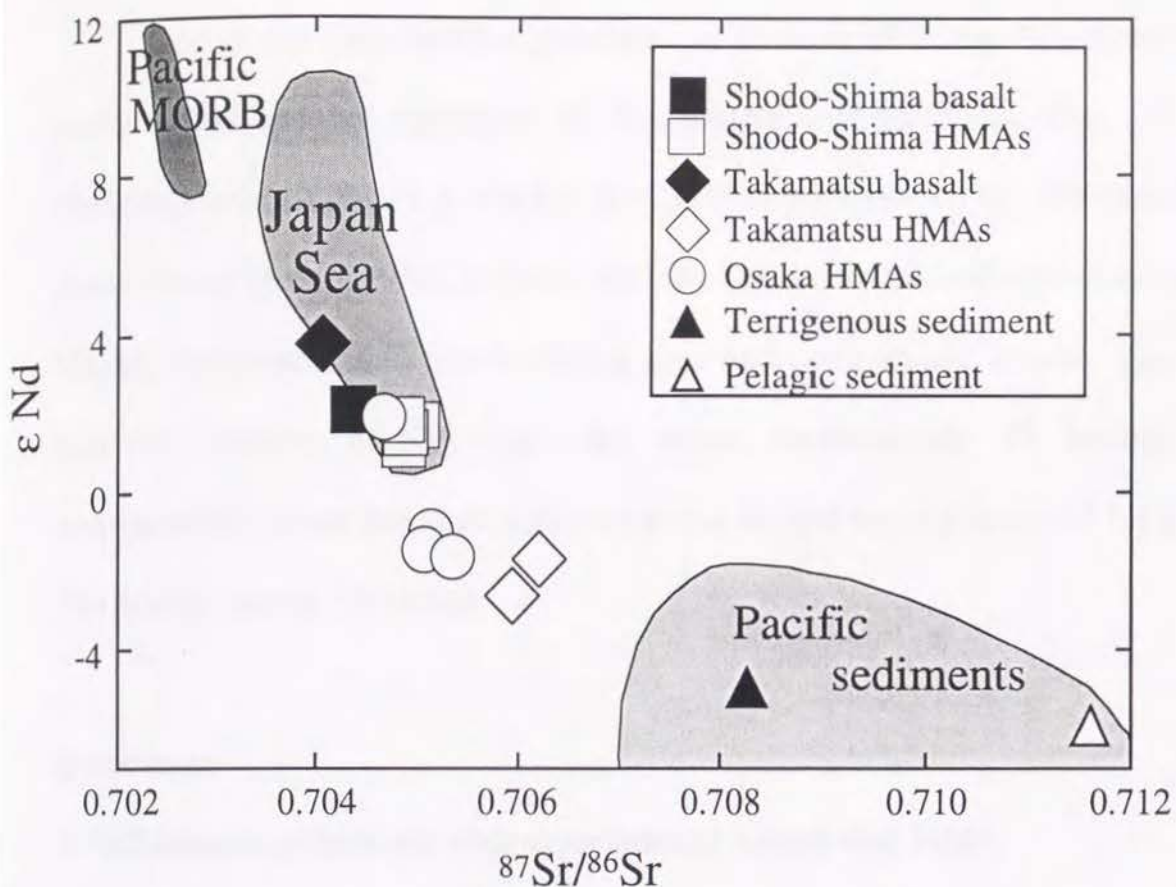 12
8
4
0
-4
ε Nd
Pacific
MORB
Japan
Sea
Shodo-Shima basalt
Shodo-Shima HMAs
Takamatsu basalt
Takamatsu HMAs
Osaka HMAs
Terrigenous sediment
Pelagic sediment
Pacific
sediments
0.702 0.704 0.706 0.708 0.710 0.712
⁸⁷Sr/⁸⁶Sr